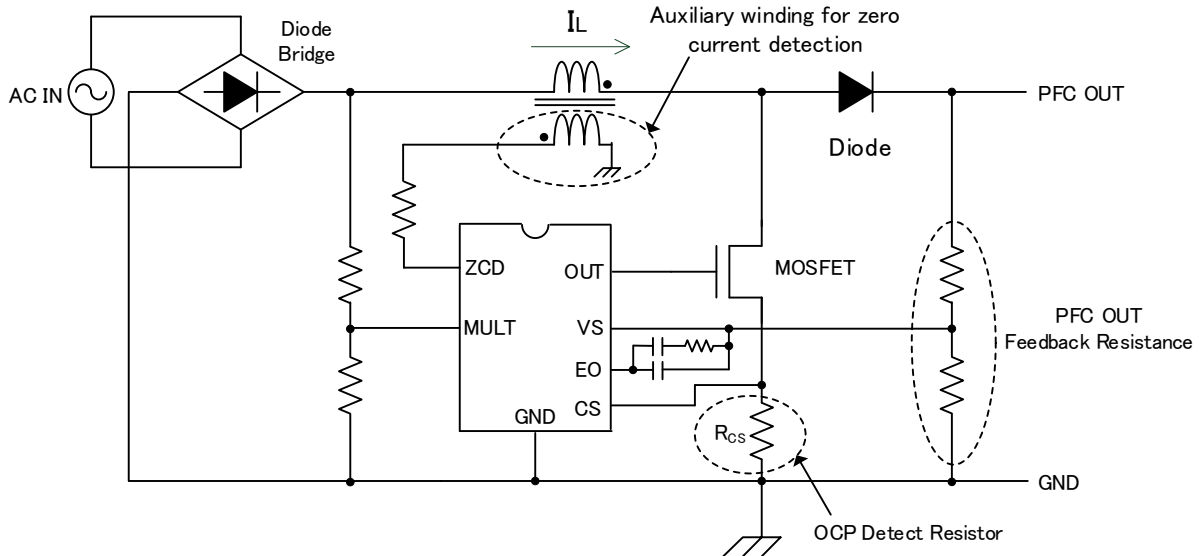 Diode
Bridge
IL
Auxiliary winding for zero
current detection
AC IN
PFC OUT
Diode
ZCD
OUT
MOSFET
MULT
VS
PFC OUT
Feedback Resistance
EO
CS
GND
RCS
GND
OCP Detect Resistor